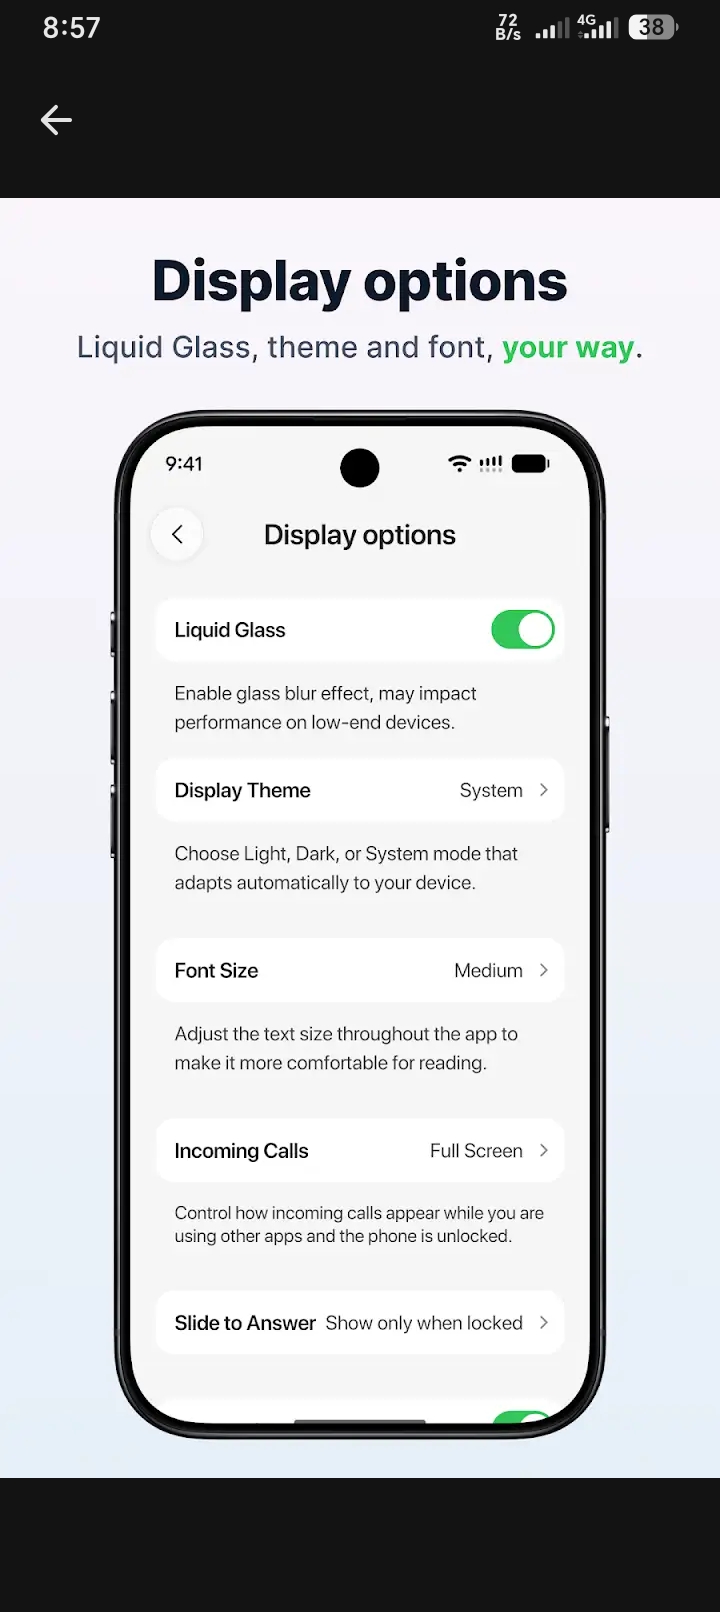 8:57
72
B/s
4G
38
Display options
Liquid Glass, theme and font, your way.
9:41
Display options
Liquid Glass
Enable glass blur effect, may impact
performance on low-end devices.
Display Theme System
Choose Light, Dark, or System mode that
adapts automatically to your device.
Font Size Medium
Adjust the text size throughout the app to
make it more comfortable for reading.
Incoming Calls Full Screen
Control how incoming calls appear while you are
using other apps and the phone is unlocked.
Slide to Answer Show only when locked